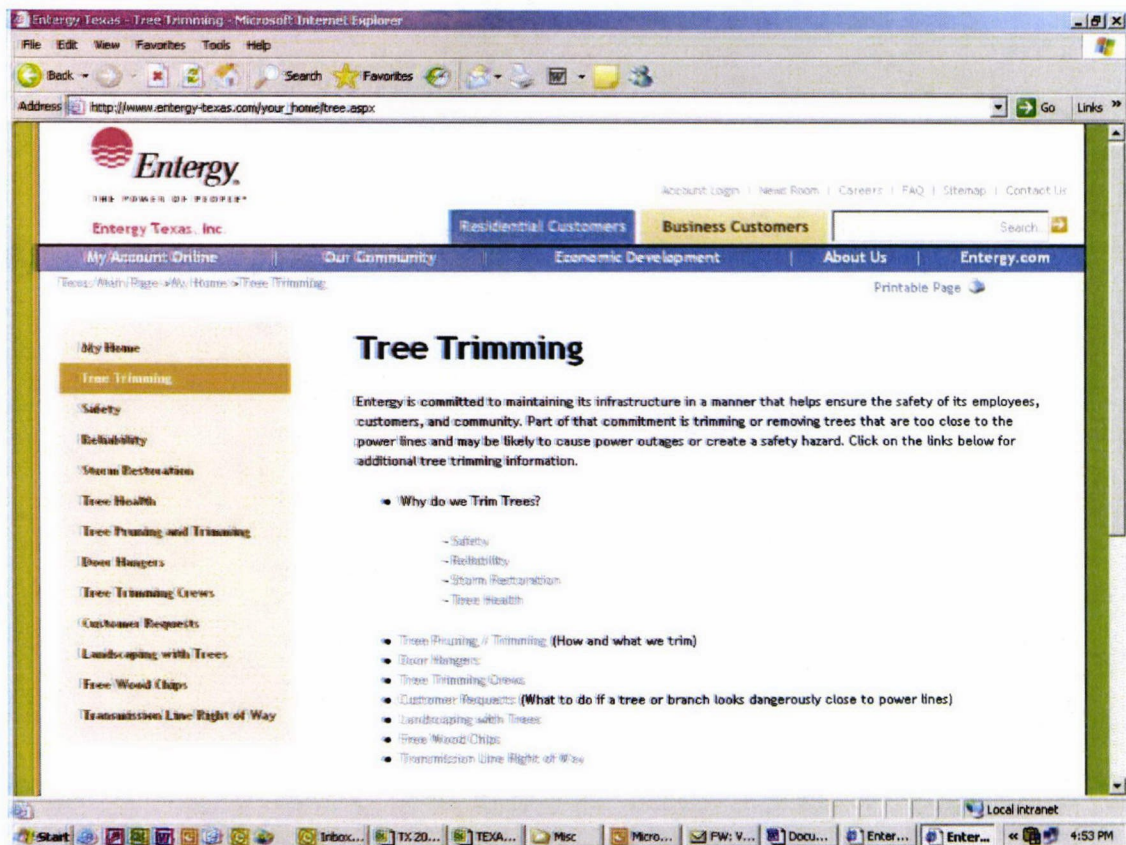 Entergy Texas - Tree Trimming - Microsoft Internet Explorer
File Edit View Favorites Tools Help
Back Search Favorites
Address http://www.entergy-texas.com/your_home/tree.aspx Go Links »
Entergy
THE POWER OF PEOPLE
Account Login | News Room | Careers | FAQ | Sitemap | Contact Us
Entergy Texas, Inc. Residential Customers Business Customers Search...
My Account Online | Our Community | Economic Development | About Us | Entergy.com
Texas Main Page > My Home > Tree Trimming
Printable Page
My Home
Tree Trimming
Safety
Reliability
Storm Restoration
Tree Health
Tree Pruning and Trimming
Door Hangers
Tree Trimming Crews
Customer Requests
Landscaping with Trees
Free Wood Chips
Transmission Line Right of Way
Tree Trimming
Entergy is committed to maintaining its infrastructure in a manner that helps ensure the safety of its employees,
customers, and community. Part of that commitment is trimming or removing trees that are too close to the
power lines and may be likely to cause power outages or create a safety hazard. Click on the links below for
additional tree trimming information.
• Why do we Trim Trees?
- Safety
- Reliability
- Storm Restoration
- Tree Health
• Tree Pruning / Trimming (How and what we trim)
• Door Hangers
• Tree Trimming Crews
• Customer Requests (What to do if a tree or branch looks dangerously close to power lines)
• Landscaping with Trees
• Free Wood Chips
• Transmission Line Right of Way
Local intranet
Start Inbox... TX 20... TEXA... Misc Micro... FW: V... Docu... Enter... Enter... « 4:53 PM